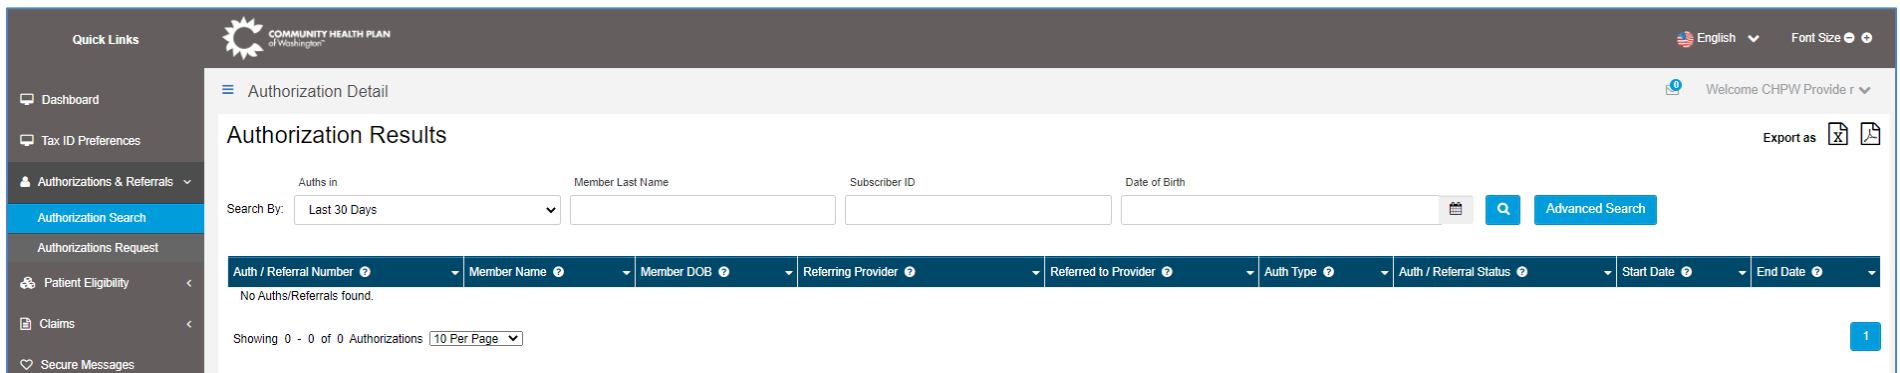 Quick Links
COMMUNITY HEALTH PLAN
of Washington™
English
Font Size
Dashboard
Authorization Detail
0
Welcome CHPW Provide r
Tax ID Preferences
Authorization Results
Export as
Authorizations & Referrals
Auths in
Member Last Name
Subscriber ID
Date of Birth
Search By:
Last 30 Days
Advanced Search
Authorization Search
Authorizations Request
Auth / Referral Number ? Member Name ? Member DOB ? Referring Provider ? Referred to Provider ? Auth Type ? Auth / Referral Status ? Start Date ? End Date ?
Patient Eligibility
No Auths/Referrals found.
Claims
Showing 0 - 0 of 0 Authorizations 10 Per Page
1
Secure Messages